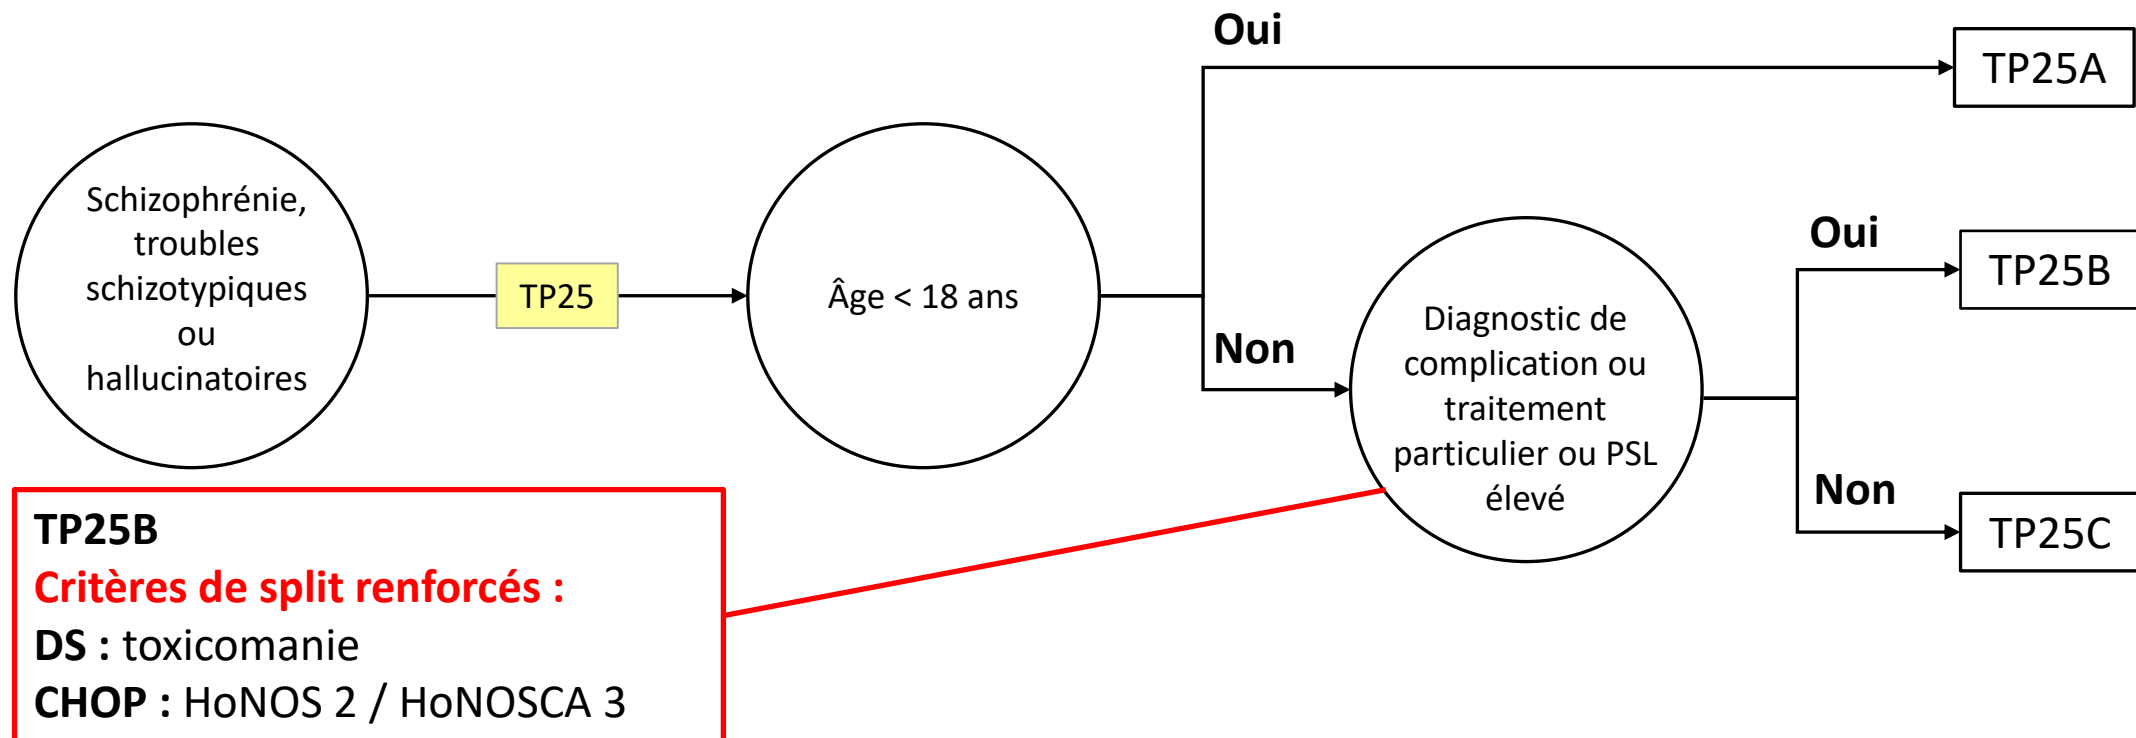 Schizophrénie,
troubles
schizotypiques
ou
hallucinatoires
TP25
Âge < 18 ans
Oui
TP25A
Non
Diagnostic de
complication ou
traitement
particulier ou PSL
élevé
Oui
TP25B
Non
TP25C
TP25B
Critères de split renforcés :
DS : toxicomanie
CHOP : HoNOS 2 / HoNOSCA 3